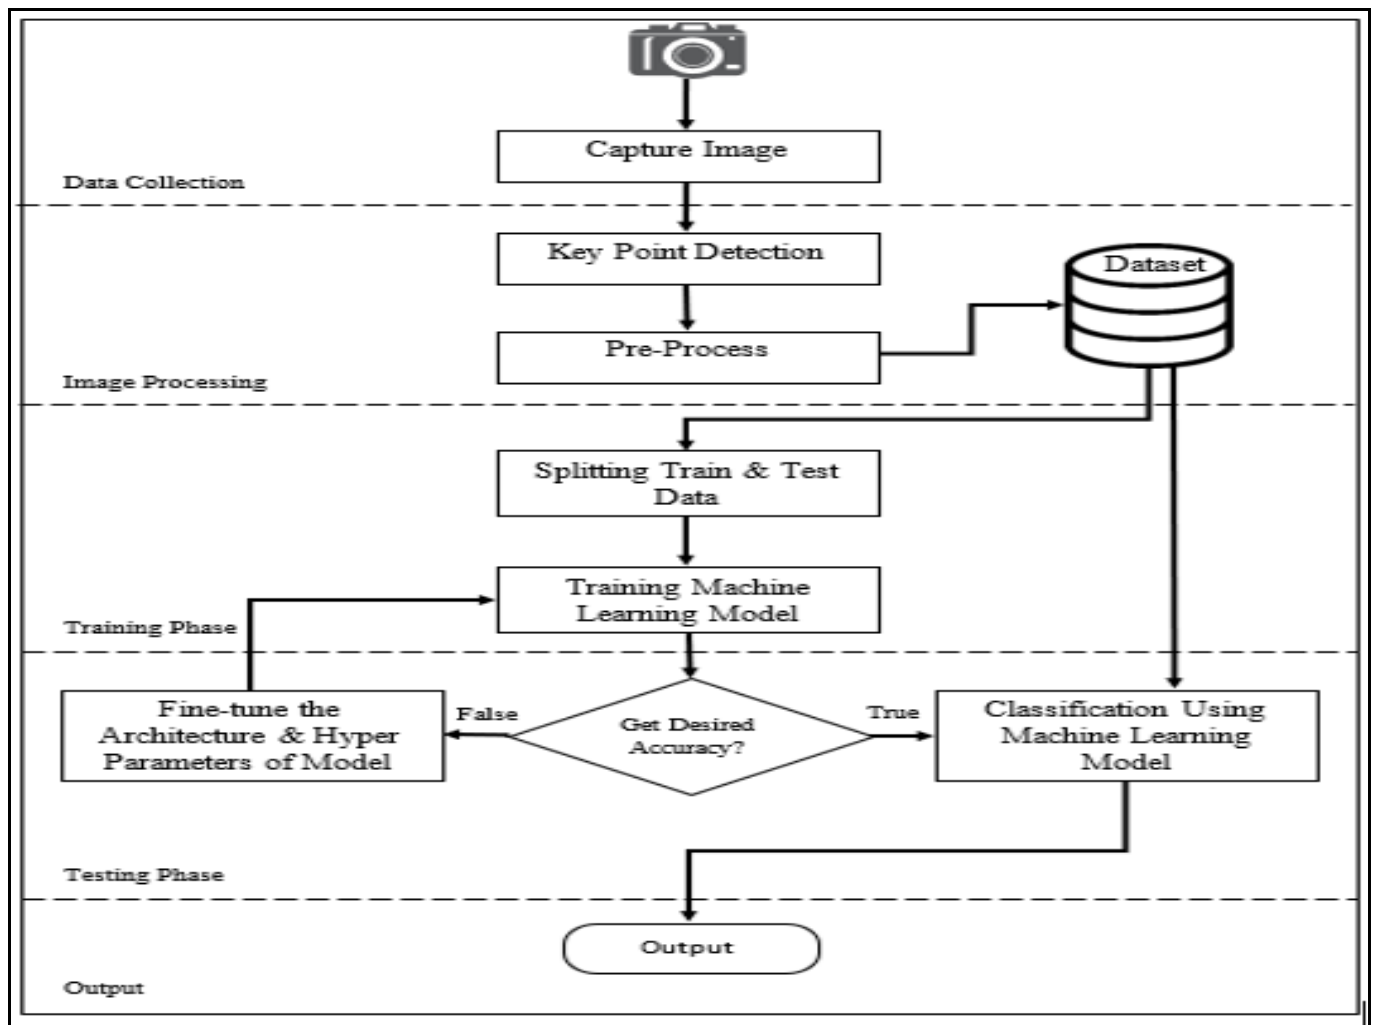 Capture Image
Data Collection
Key Point Detection
Dataset
Pre-Process
Image Processing
Splitting Train & Test
Data
Training Machine
Learning Model
Training Phase
Fine-tune the
Architecture & Hyper
Parameters of Model
False
Get Desired
Accuracy?
True
Classification Using
Machine Learning
Model
Testing Phase
Output
Output